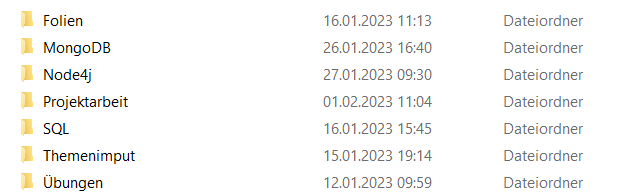 Folien 16.01.2023 11:13 Dateiordner
MongoDB 26.01.2023 16:40 Dateiordner
Node4j 27.01.2023 09:30 Dateiordner
Projektarbeit 01.02.2023 11:04 Dateiordner
SQL 16.01.2023 15:45 Dateiordner
Themenimput 15.01.2023 19:14 Dateiordner
Übungen 12.01.2023 09:59 Dateiordner